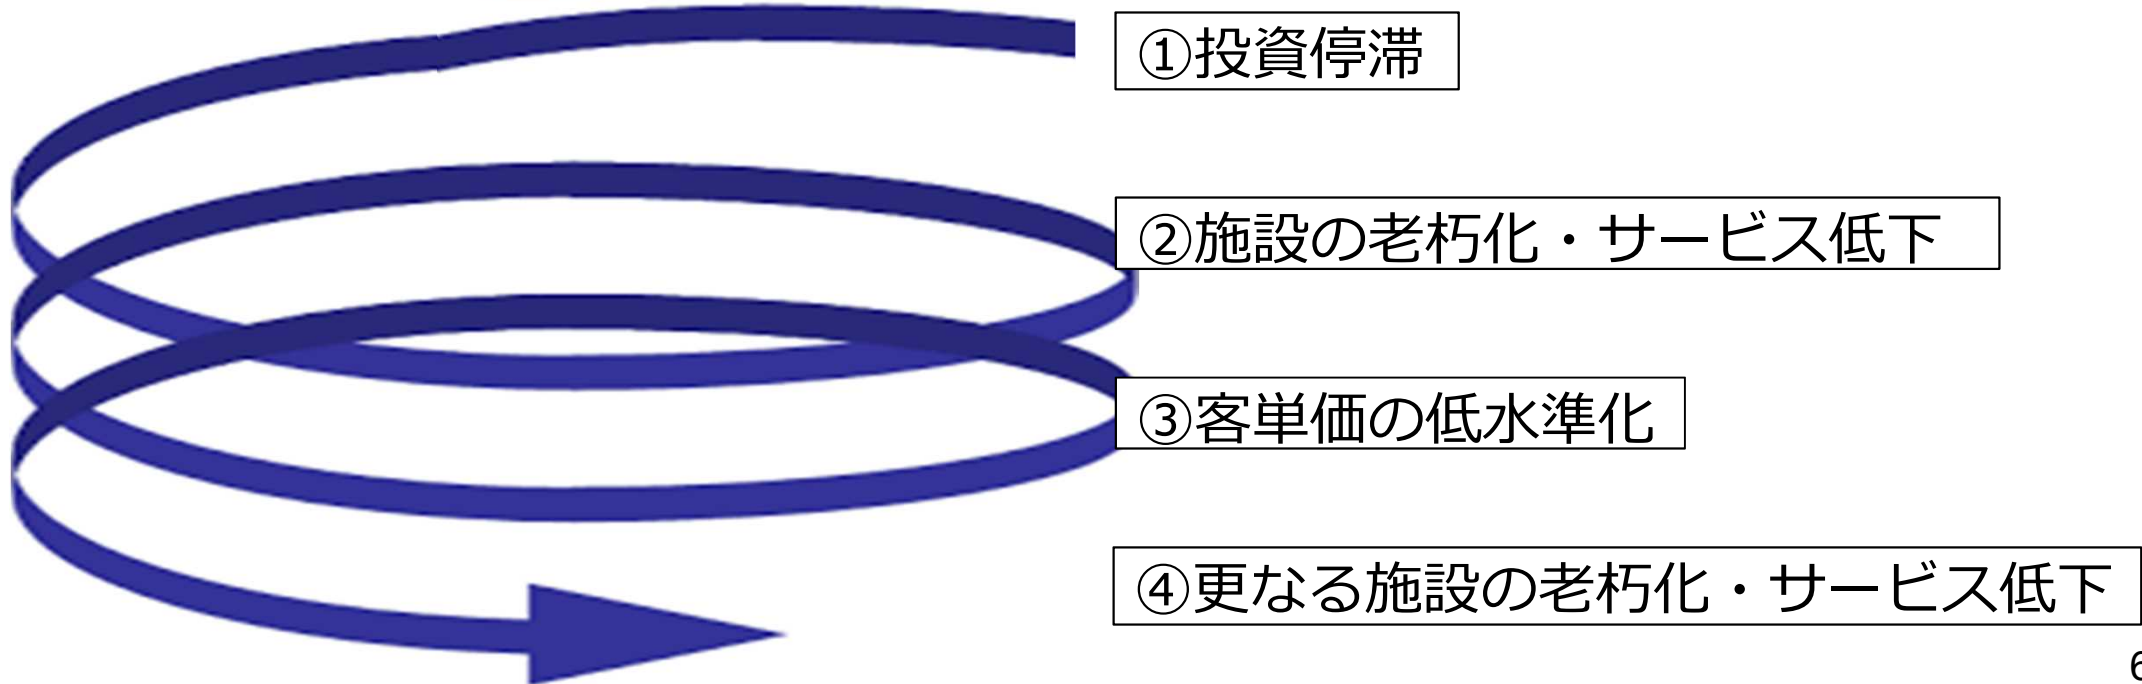 ①投資停滞
②施設の老朽化・サービス低下
③客単価の低水準化
④更なる施設の老朽化・サービス低下
6